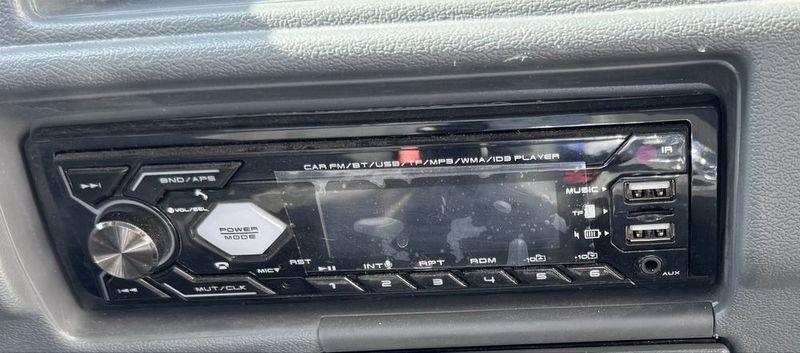 CAR FM/BT/USB/TF/MP3/WMA/ID3 PLAYER
IR
BND/APS
MUSIC
VOL/SEL
TF
POWER
MODE
RST
MIC
INT
RPT
RDM
-10
+10
AUX
MUT/CLK
1 2 3 4 5 6